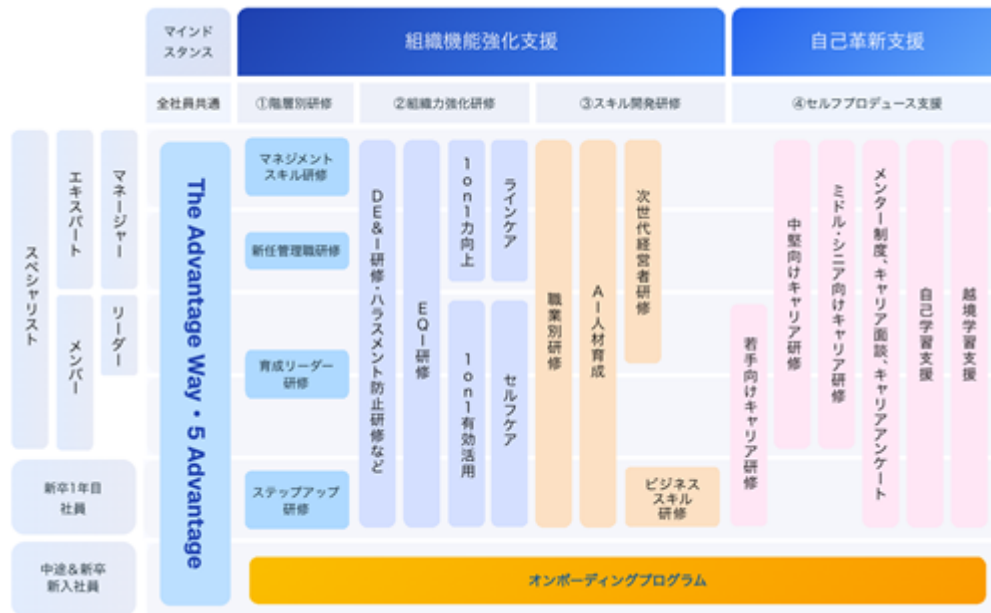 マインド
スタンス
組織機能強化支援
自己革新支援
全社員共通
①階層別研修
②組織力強化研修
③スキル開発研修
④セルフプロデュース支援
スペシャリスト
エキスパート
マネージャー
メンバー
リーダー
新卒1年目
社員
中途&新卒
新入社員
The Advantage Way・5 Advantage
マネジメント
スキル研修
新任管理職研修
育成リーダー
研修
ステップアップ
研修
DE&I研修・ハラスメント防止研修など
EQI研修
1on1力向上
1on1有効活用
ラインケア
セルフケア
職業別研修
AI人材育成
次世代経営者研修
ビジネス
スキル
研修
若手向けキャリア研修
中堅向けキャリア研修
ミドル・シニア向けキャリア研修
メンター制度、キャリア面談、キャリアアンケート
自己学習支援
越境学習支援
オンボーディングプログラム